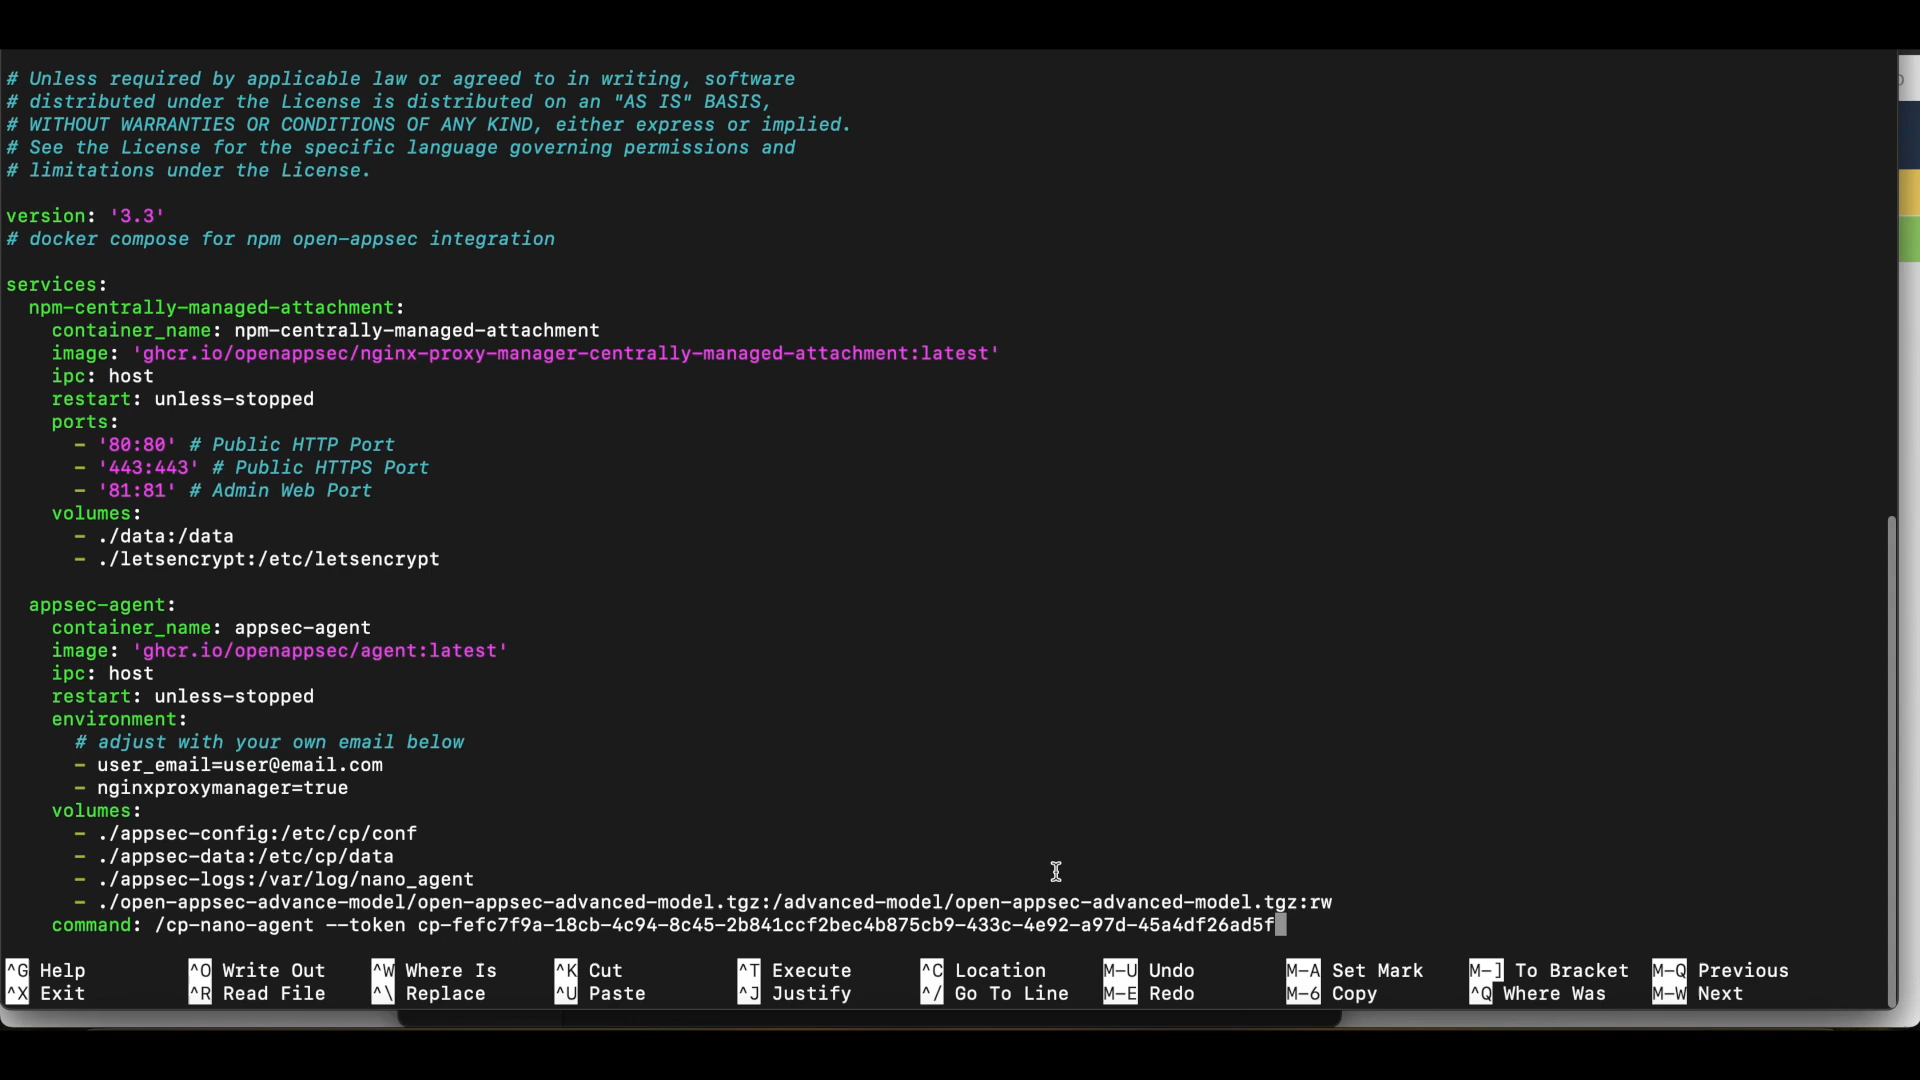 # Unless required by applicable law or agreed to in writing, software
# distributed under the License is distributed on an "AS IS" BASIS,
# WITHOUT WARRANTIES OR CONDITIONS OF ANY KIND, either express or implied.
# See the License for the specific language governing permissions and
# limitations under the License.
version: '3.3'
# docker compose for npm open-appsec integration
services:
  npm-centrally-managed-attachment:
    container_name: npm-centrally-managed-attachment
    image: 'ghcr.io/openappsec/nginx-proxy-manager-centrally-managed-attachment:latest'
    ipc: host
    restart: unless-stopped
    ports:
      - '80:80' # Public HTTP Port
      - '443:443' # Public HTTPS Port
      - '81:81' # Admin Web Port
    volumes:
      - ./data:/data
      - ./letsencrypt:/etc/letsencrypt
  appsec-agent:
    container_name: appsec-agent
    image: 'ghcr.io/openappsec/agent:latest'
    ipc: host
    restart: unless-stopped
    environment:
      # adjust with your own email below
      - user_email=user@email.com
      - nginxproxymanager=true
    volumes:
      - ./appsec-config:/etc/cp/conf
      - ./appsec-data:/etc/cp/data
      - ./appsec-logs:/var/log/nano_agent
      - ./open-appsec-advance-model/open-appsec-advanced-model.tgz:/advanced-model/open-appsec-advanced-model.tgz:rw
    command: /cp-nano-agent --token cp-fefc7f9a-18cb-4c94-8c45-2b841ccf2bec4b875cb9-433c-4e92-a97d-45a4df26ad5f
^G Help ^O Write Out ^W Where Is ^K Cut ^T Execute ^C Location M-U Undo M-A Set Mark M-] To Bracket M-Q Previous
^X Exit ^R Read File ^\ Replace ^U Paste ^J Justify ^/ Go To Line M-E Redo M-6 Copy ^Q Where Was M-W Next